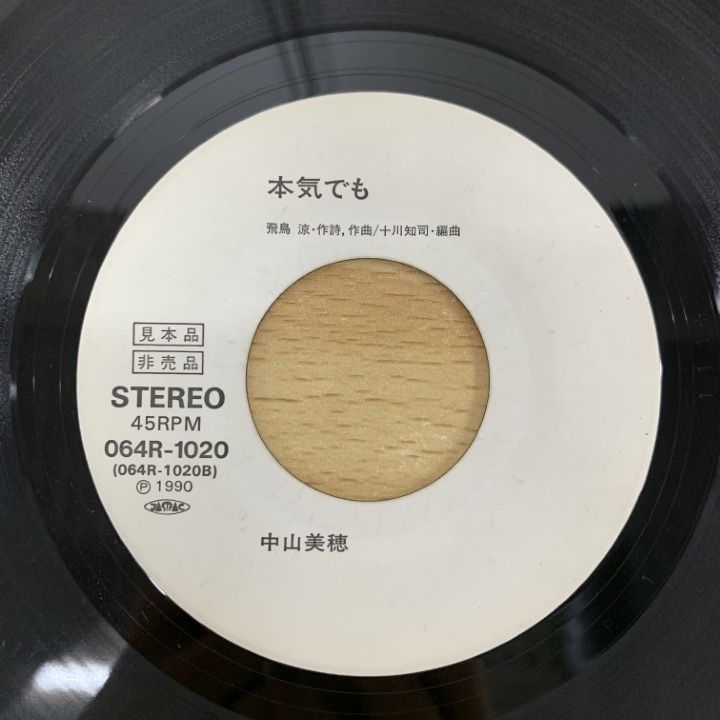 本気でも
飛鳥 涼・作詩,作曲/十川知司・編曲
見本品
非売品
STEREO
45RPM
064R-1020
(064R-1020B)
Ⓟ 1990
JASRAC
中山美穂